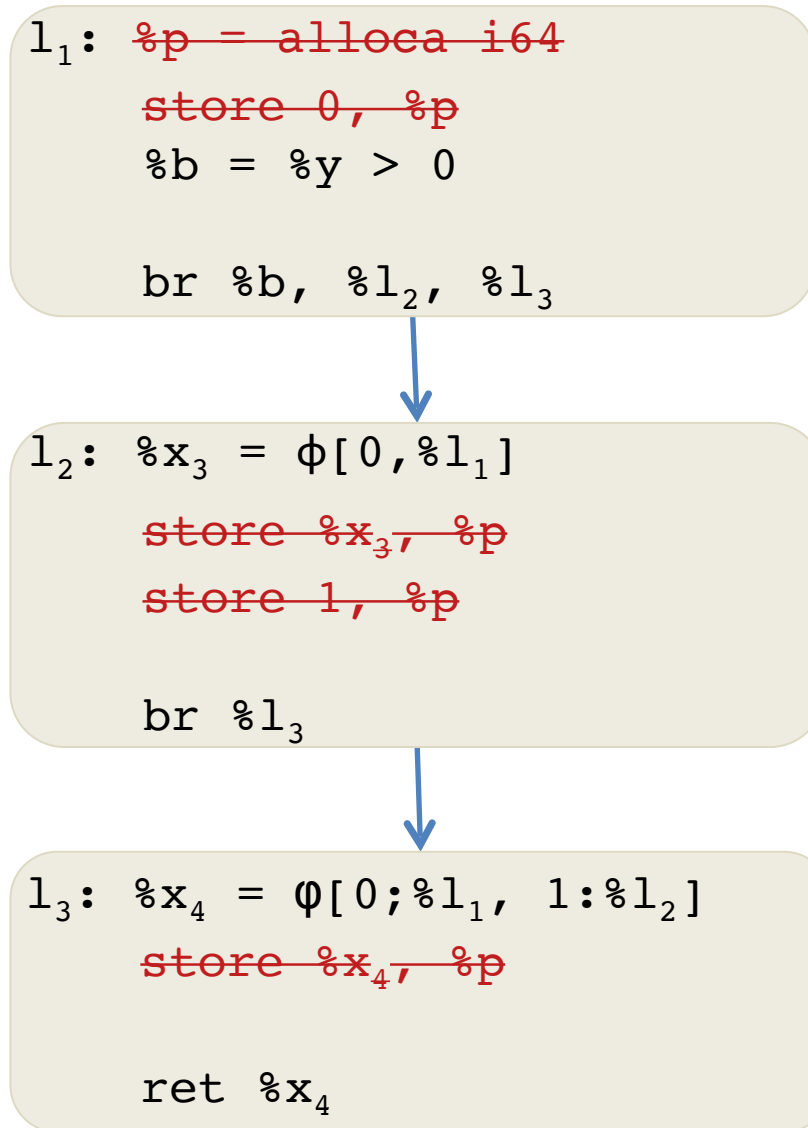 l₁: %p = alloca i64
store 0, %p
%b = %y > 0
br %b, %l₂, %l₃
l₂: %x₃ = ϕ[0,%l₁]
store %x₃, %p
store 1, %p
br %l₃
l₃: %x₄ = φ[0;%l₁, 1:%l₂]
store %x₄, %p
ret %x₄